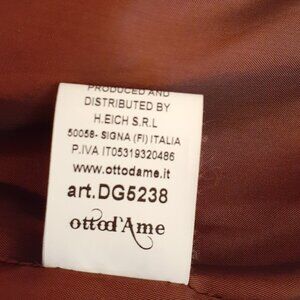 PRODUCED AND
DISTRIBUTED BY
H.EICH S.R.L
50058- SIGNA (FI) ITALIA
P.IVA IT05319320486
www.ottodame.it
art.DG5238
ottod'Ame